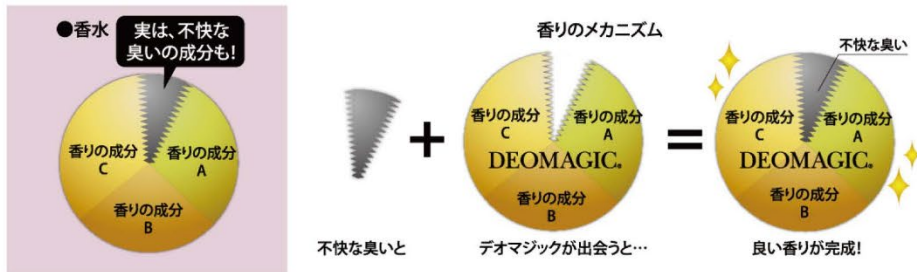 ●香水
実は、不快な
臭いの成分も!
香りの成分
C
香りの成分
A
香りの成分
B
香りのメカニズム
不快な臭いと
+
香りの成分
C
香りの成分
A
DEOMAGIC®
香りの成分
B
デオマジックが出会うと…
=
不快な臭い
香りの成分
C
香りの成分
A
DEOMAGIC®
香りの成分
B
良い香りが完成!